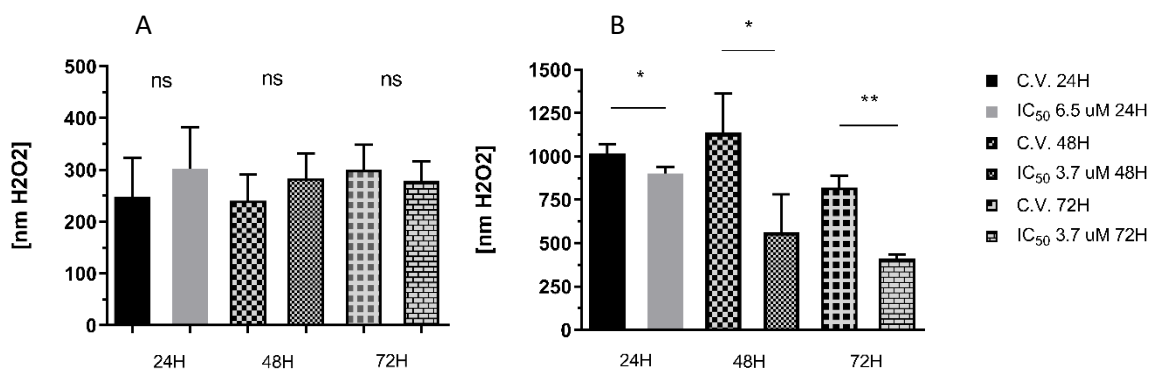 A
[nm H2O2]
500
400
300
200
100
0
ns
ns
ns
24H
48H
72H
B
[nm H2O2]
1500
1250
1000
750
500
250
0
*
*
**
24H
48H
72H
C.V. 24H
IC50 6.5 uM 24H
C.V. 48H
IC50 3.7 uM 48H
C.V. 72H
IC50 3.7 uM 72H